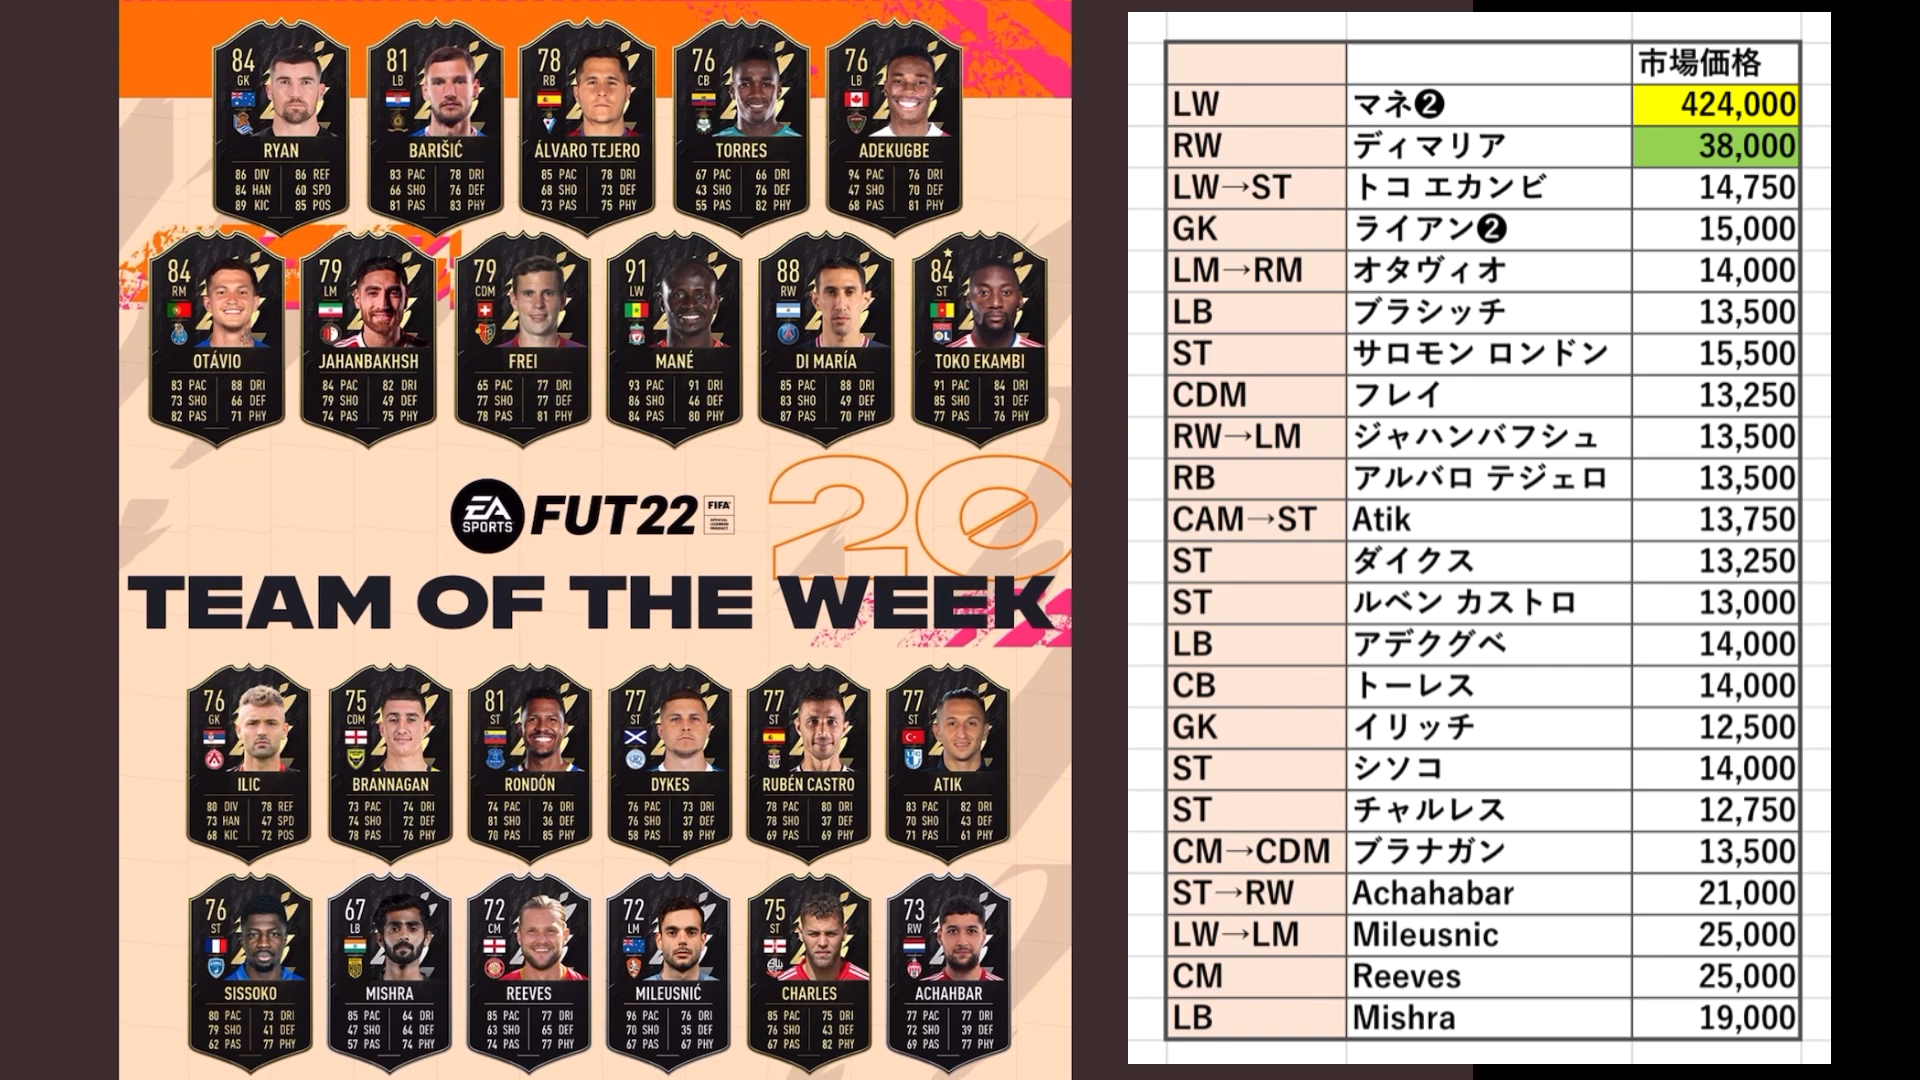 84 GK RYAN
86 DIV 86 REF
84 HAN 60 SPD
89 KIC 85 POS
81 LB BARIŠIĆ
83 PAC 78 DRI
66 SHO 76 DEF
81 PAS 83 PHY
78 RB ÁLVARO TEJERO
85 PAC 78 DRI
68 SHO 73 DEF
73 PAS 75 PHY
76 CB TORRES
67 PAC 66 DRI
43 SHO 76 DEF
55 PAS 82 PHY
76 LB ADEKUGBE
94 PAC 76 DRI
47 SHO 70 DEF
68 PAS 81 PHY
84 RM OTÁVIO
83 PAC 88 DRI
73 SHO 66 DEF
82 PAS 71 PHY
79 LM JAHANBAKHSH
84 PAC 82 DRI
79 SHO 49 DEF
74 PAS 75 PHY
79 CDM FREI
65 PAC 77 DRI
77 SHO 77 DEF
78 PAS 81 PHY
91 LW MANÉ
93 PAC 91 DRI
86 SHO 46 DEF
84 PAS 80 PHY
88 RW DI MARÍA
85 PAC 88 DRI
83 SHO 49 DEF
87 PAS 70 PHY
84 ST TOKO EKAMBI
91 PAC 84 DRI
85 SHO 31 DEF
77 PAS 76 PHY
EA SPORTS FUT22 FIFA
20
TEAM OF THE WEEK
76 GK ILIC
80 DIV 78 REF
73 HAN 47 SPD
68 KIC 72 POS
75 CDM BRANNAGAN
73 PAC 74 DRI
74 SHO 72 DEF
78 PAS 76 PHY
81 ST RONDÓN
74 PAC 76 DRI
81 SHO 36 DEF
70 PAS 85 PHY
77 ST DYKES
76 PAC 73 DRI
76 SHO 37 DEF
58 PAS 89 PHY
77 ST RUBÉN CASTRO
78 PAC 80 DRI
78 SHO 37 DEF
69 PAS 69 PHY
77 ST ATIK
83 PAC 82 DRI
70 SHO 43 DEF
71 PAS 61 PHY
76 ST SISSOKO
80 PAC 73 DRI
79 SHO 41 DEF
62 PAS 77 PHY
67 LB MISHRA
85 PAC 64 DRI
47 SHO 64 DEF
57 PAS 74 PHY
72 CM REEVES
85 PAC 77 DRI
63 SHO 65 DEF
74 PAS 77 PHY
72 LM MILEUSNIĆ
96 PAC 76 DRI
70 SHO 35 DEF
67 PAS 67 PHY
75 ST CHARLES
85 PAC 75 DRI
76 SHO 43 DEF
67 PAS 82 PHY
73 RW ACHAHBAR
77 PAC 77 DRI
72 SHO 39 DEF
69 PAS 77 PHY
市場価格
LW マネ❷ 424,000
RW ディマリア 38,000
LW→ST トコ エカンビ 14,750
GK ライアン❷ 15,000
LM→RM オタヴィオ 14,000
LB ブラシッチ 13,500
ST サロモン ロンドン 15,500
CDM フレイ 13,250
RW→LM ジャハンバフシュ 13,500
RB アルバロ テジェロ 13,500
CAM→ST Atik 13,750
ST ダイクス 13,250
ST ルベン カストロ 13,000
LB アデクグベ 14,000
CB トーレス 14,000
GK イリッチ 12,500
ST シソコ 14,000
ST チャルレス 12,750
CM→CDM ブラナガン 13,500
ST→RW Achahabar 21,000
LW→LM Mileusnic 25,000
CM Reeves 25,000
LB Mishra 19,000